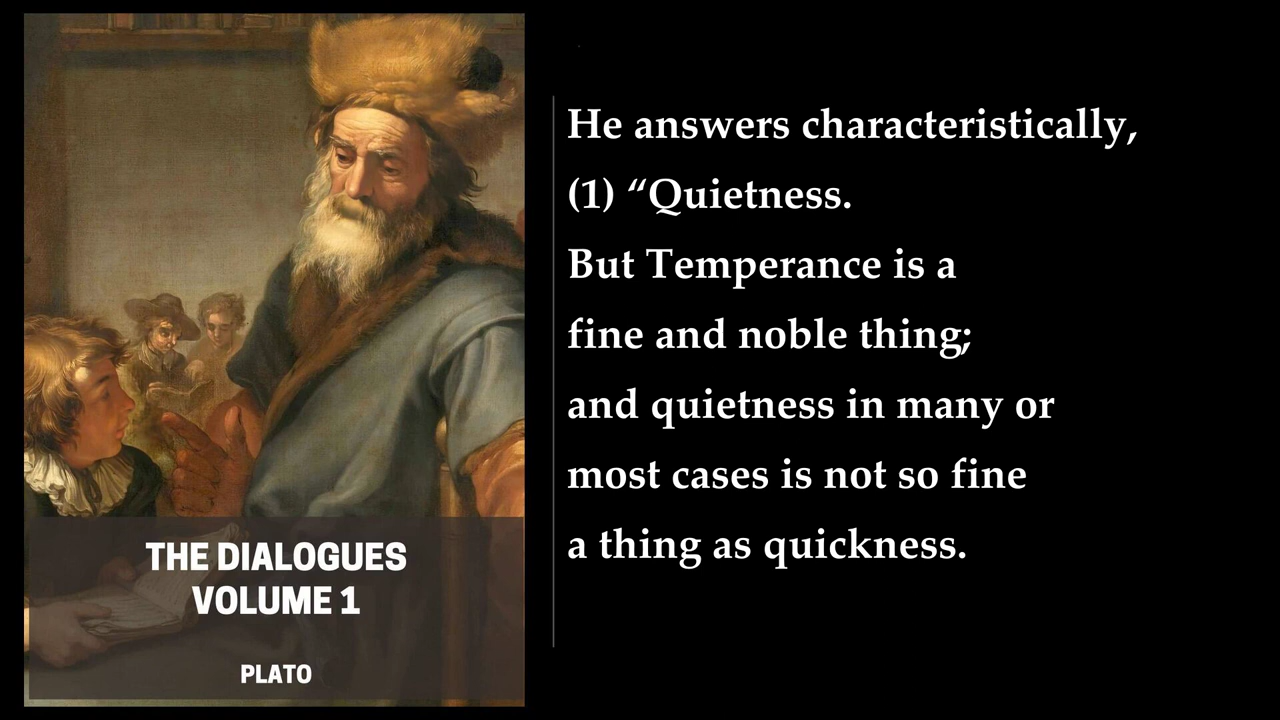 He answers characteristically,
(1) “Quietness.
But Temperance is a
fine and noble thing;
and quietness in many or
most cases is not so fine
a thing as quickness.
THE DIALOGUES
VOLUME 1
PLATO